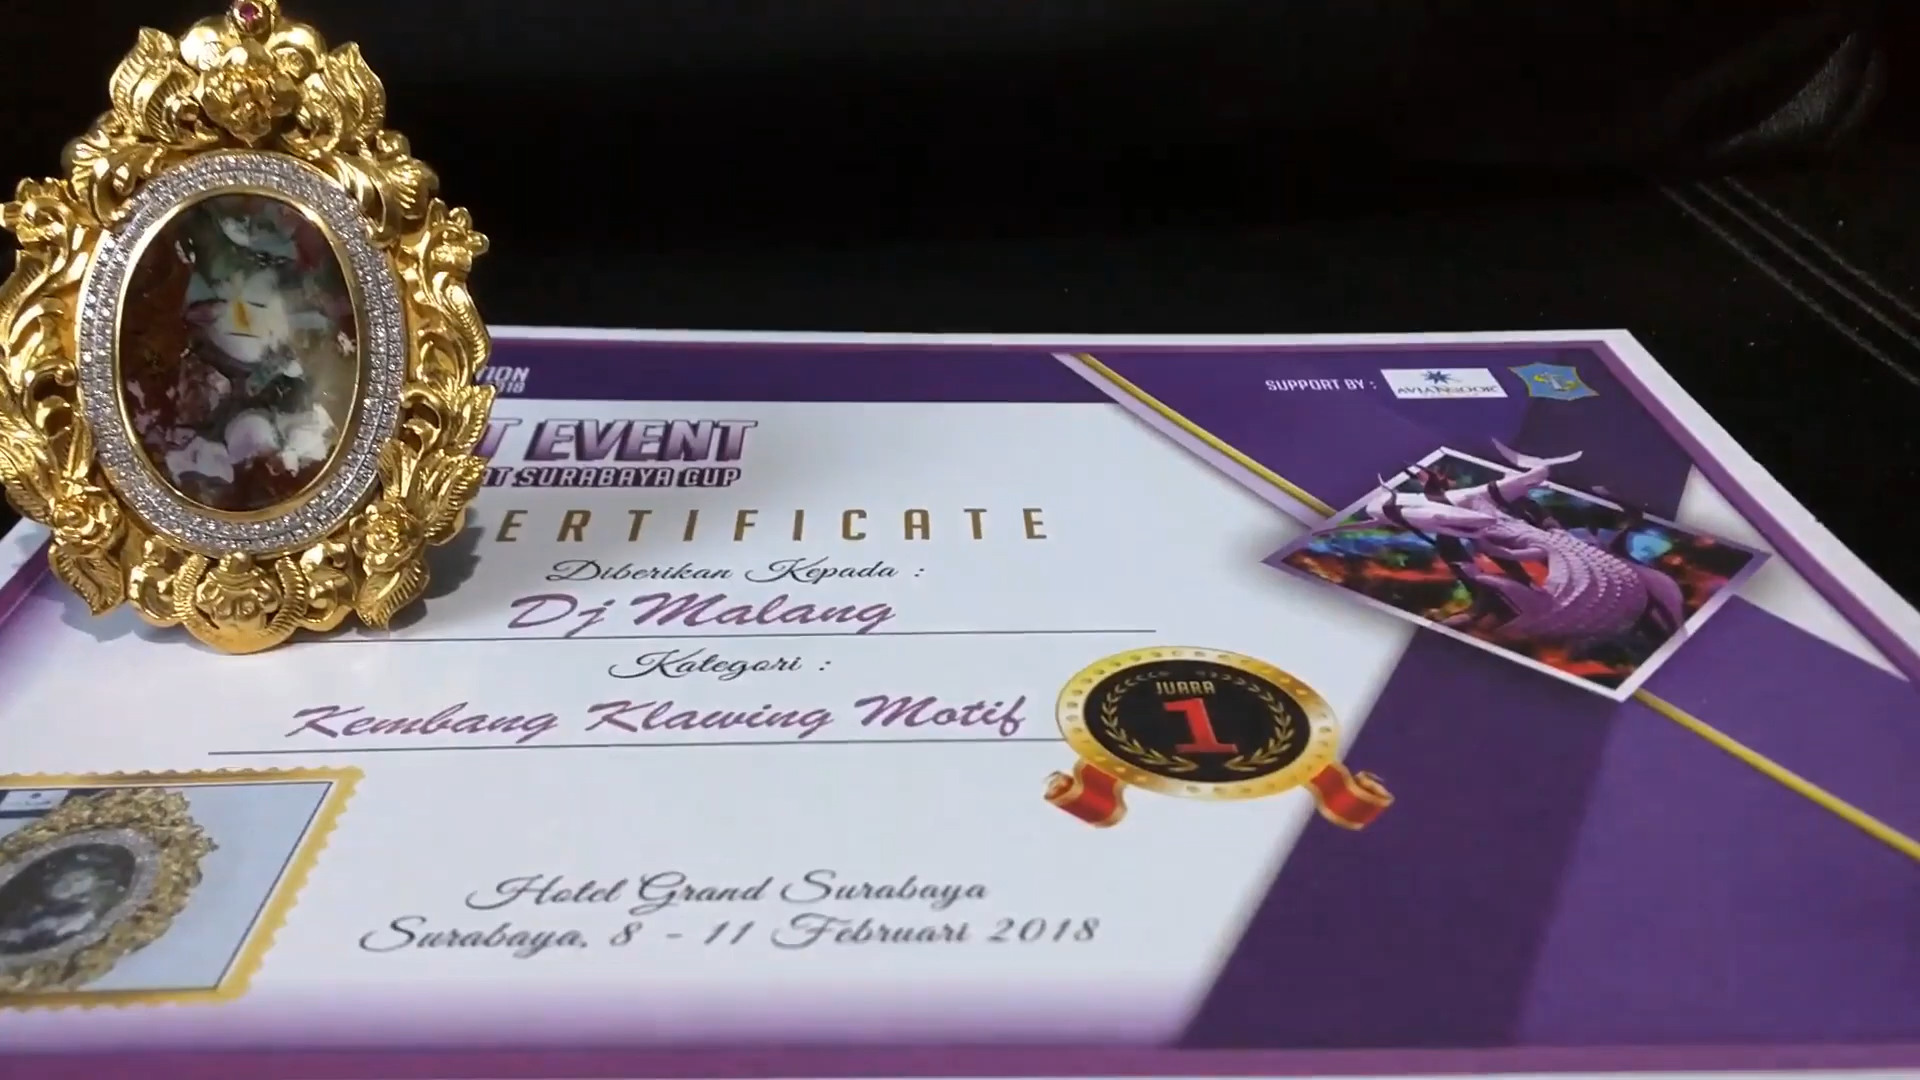 SUPPORT BY :
EVENT
SURABAYA CUP
ERTIFICATE
Diberikan Kepada :
Dj Malang
Kategori :
Kembang Klawing Motif
JUARA
1
Hotel Grand Surabaya
Surabaya, 8 - 11 Februari 2018